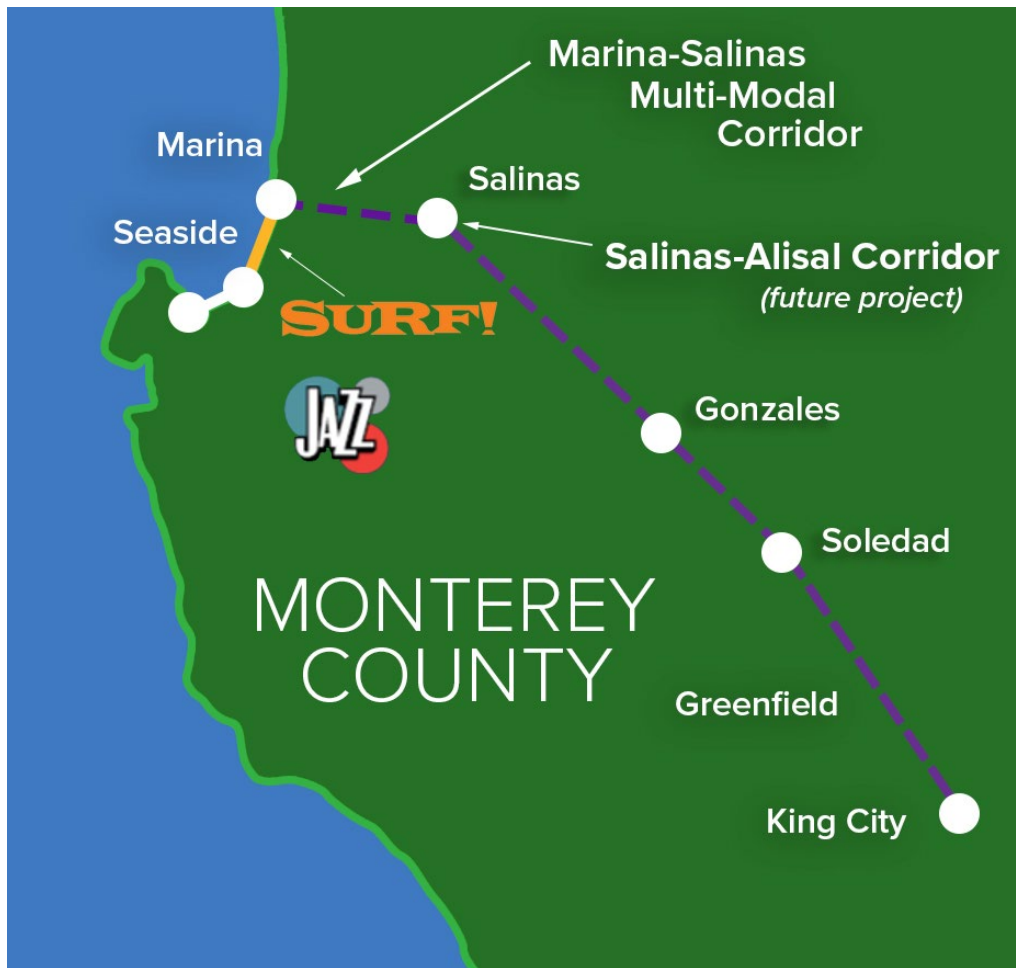 Marina-Salinas
Multi-Modal
Corridor
Marina
Salinas
Seaside
Salinas-Alisal Corridor
(future project)
SURF!
JAZZ
Gonzales
Soledad
MONTEREY
COUNTY
Greenfield
King City